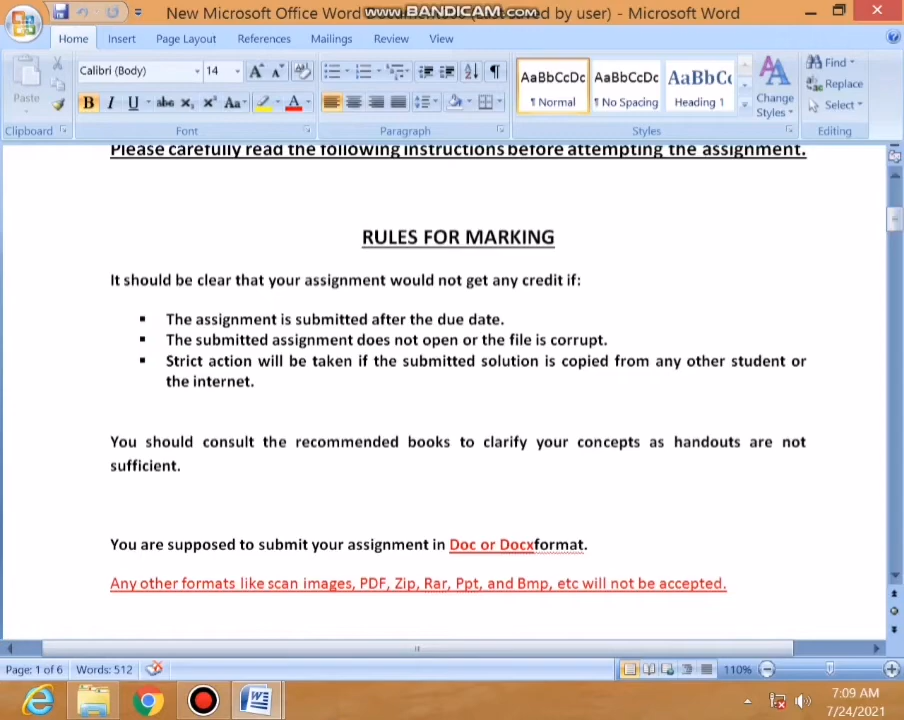 New Microsoft Office Word
www.BANDICAM.com
by user) - Microsoft Word
Home Insert Page Layout References Mailings Review View
Paste
Calibri (Body) 14
AaBbCcDc AaBbCcDc AaBbC
¶ Normal ¶ No Spacing Heading 1
Change Styles
Find
Replace
Select
Clipboard Font Paragraph Styles Editing
Please carefully read the following instructions before attempting the assignment.
RULES FOR MARKING
It should be clear that your assignment would not get any credit if:
▪ The assignment is submitted after the due date.
▪ The submitted assignment does not open or the file is corrupt.
▪ Strict action will be taken if the submitted solution is copied from any other student or
the internet.
You should consult the recommended books to clarify your concepts as handouts are not
sufficient.
You are supposed to submit your assignment in Doc or Docxformat.
Any other formats like scan images, PDF, Zip, Rar, Ppt, and Bmp, etc will not be accepted.
Page: 1 of 6 Words: 512 110%
7:09 AM
7/24/2021